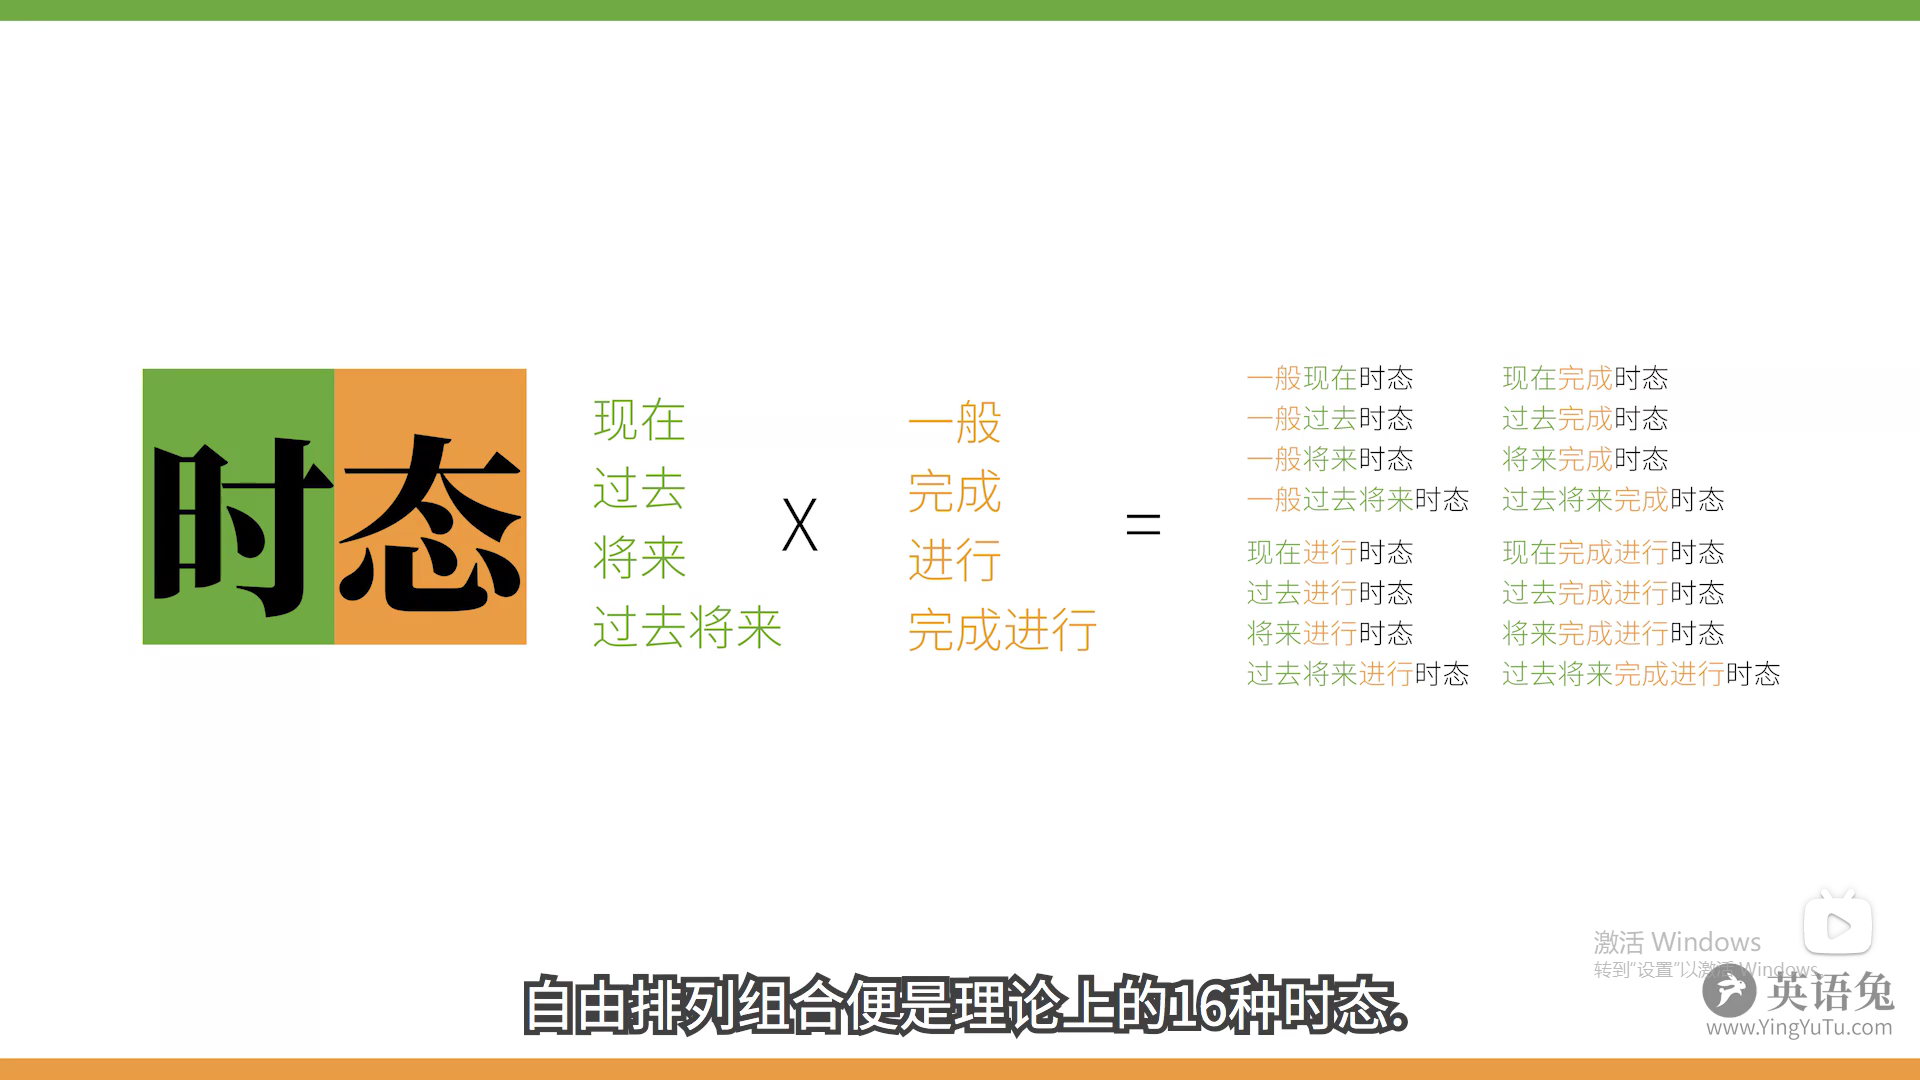 时态
现在
过去
将来
过去将来
X
一般
完成
进行
完成进行
=
一般现在时态
一般过去时态
一般将来时态
一般过去将来时态
现在完成时态
过去完成时态
将来完成时态
过去将来完成时态
现在进行时态
过去进行时态
将来进行时态
过去将来进行时态
现在完成进行时态
过去完成进行时态
将来完成进行时态
过去将来完成进行时态
激活 Windows
转到“设置”以激活 Windows。
英语兔
www.YingYuTu.com
自由排列组合便是理论上的16种时态.